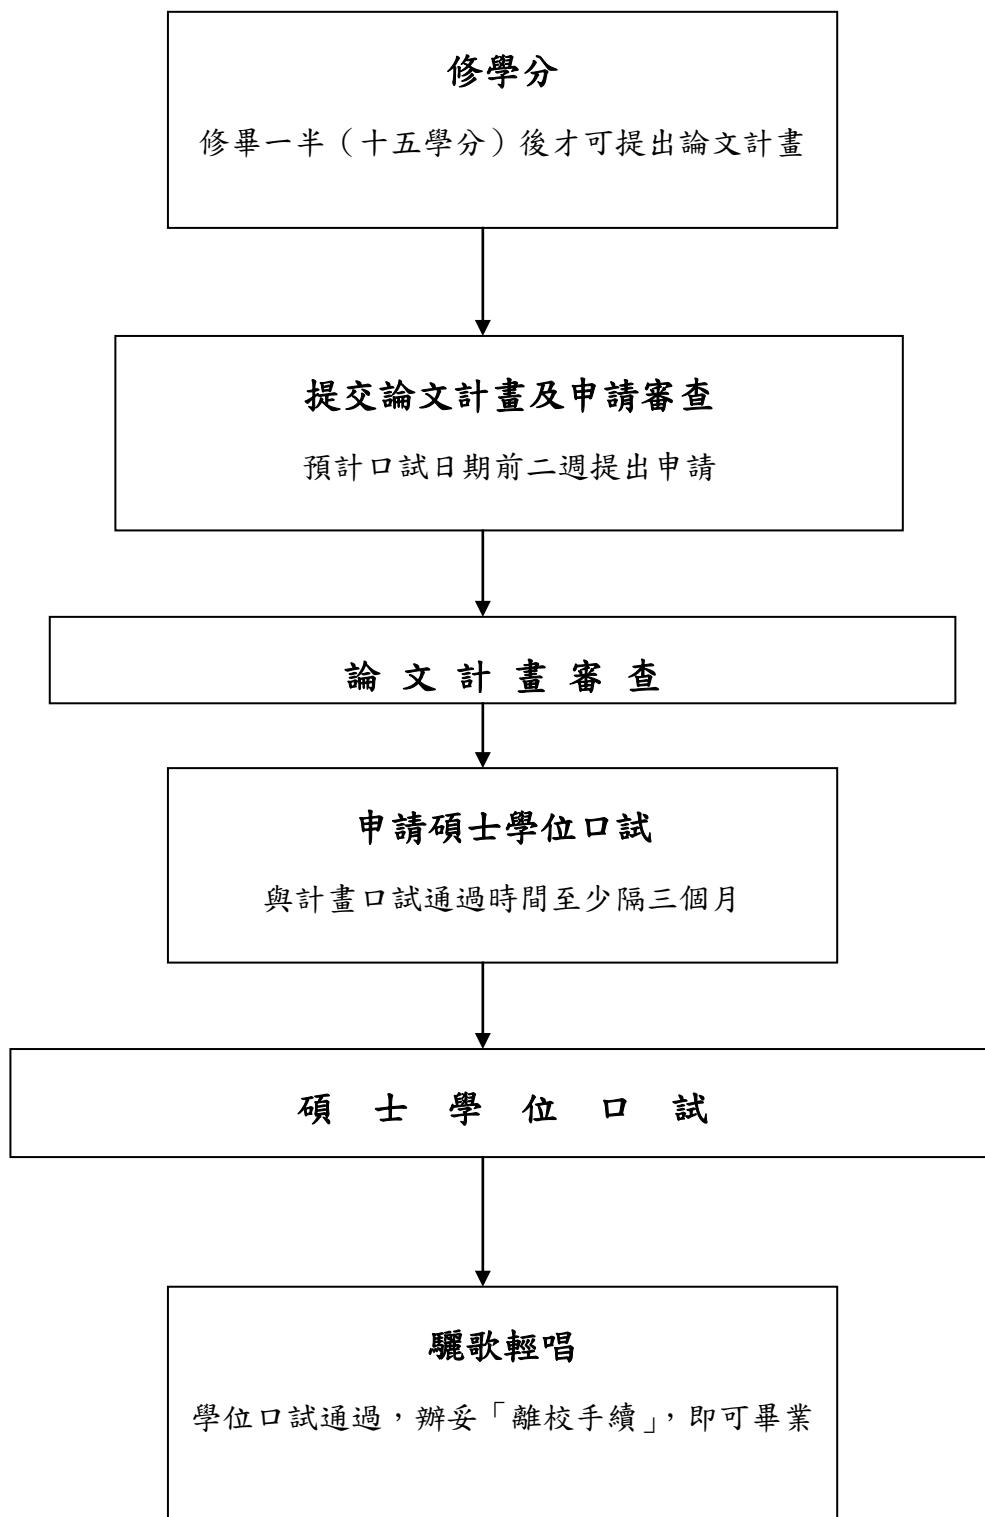 修學分
修畢一半（十五學分）後才可提出論文計畫
提交論文計畫及申請審查
預計口試日期前二週提出申請
論文計畫審查
申請碩士學位口試
與計畫口試通過時間至少隔三個月
碩士學位口試
驪歌輕唱
學位口試通過，辦妥「離校手續」，即可畢業